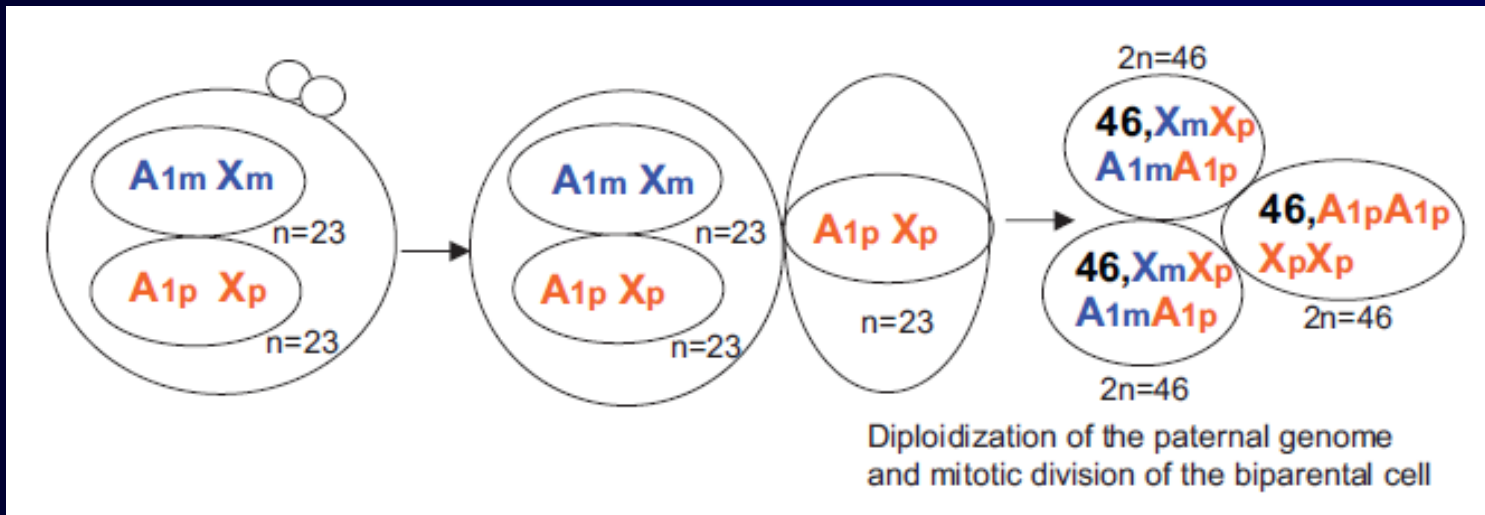 A1m Xm
n=23
A1p Xp
n=23
A1m Xm
n=23
A1p Xp
n=23
A1p Xp
n=23
2n=46
46,XmXp
A1mA1p
46,XmXp
A1mA1p
2n=46
46,A1pA1p
XpXp
2n=46
Diploidization of the paternal genome
and mitotic division of the biparental cell